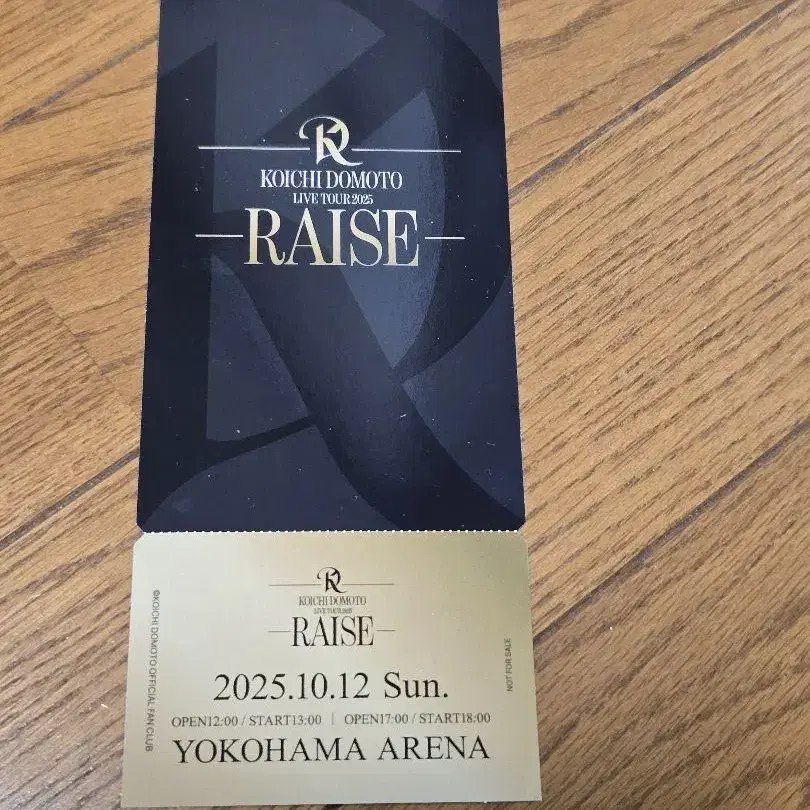 KOICHI DOMOTO
LIVE TOUR 2025
RAISE
KOICHI DOMOTO
LIVE TOUR 2025
RAISE
2025.10.12 Sun.
OPEN12:00 / START13:00 | OPEN17:00 / START18:00
YOKOHAMA ARENA
©KOICHI DOMOTO OFFICIAL FAN CLUB
NOT FOR SALE